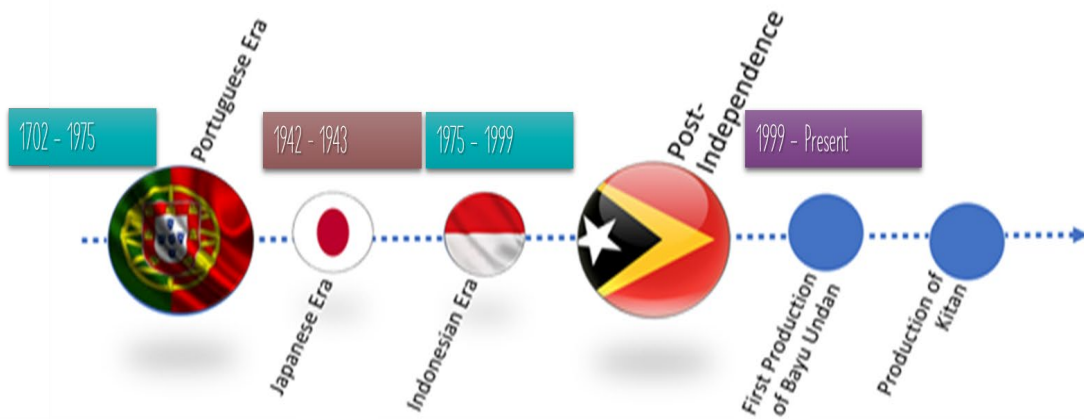 1702 – 1975
Portuguese Era
1942 – 1943
Japanese Era
1975 – 1999
Indonesian Era
Post-
Independence
1999 – Present
First Production
of Bayu Undan
Production of
Kitan